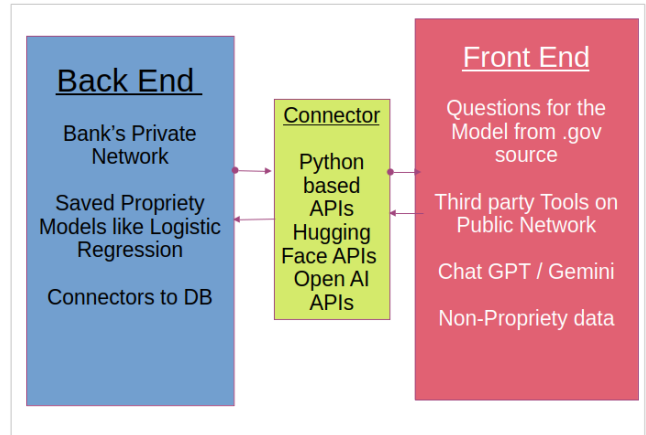 Back End
Bank's Private
Network
Saved Propriety
Models like Logistic
Regression
Connectors to DB
Connector
Python
based
APIs
Hugging
Face APIs
Open AI
APIs
Front End
Questions for the
Model from .gov
source
Third party Tools on
Public Network
Chat GPT / Gemini
Non-Propriety data